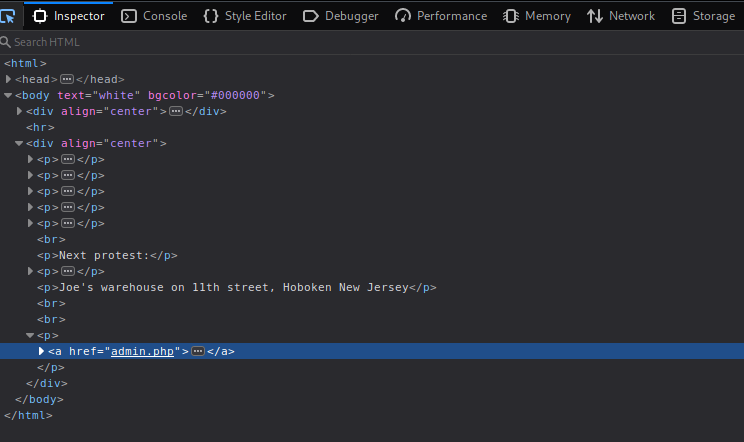 Inspector Console Style Editor Debugger Performance Memory Network Storage
Search HTML
<html>
<head>⋯</head>
<body text="white" bgcolor="#000000">
<div align="center">⋯</div>
<hr>
<div align="center">
<p>⋯</p>
<p>⋯</p>
<p>⋯</p>
<p>⋯</p>
<p>⋯</p>
<br>
<p>Next protest:</p>
<p>⋯</p>
<p>Joe's warehouse on 11th street, Hoboken New Jersey</p>
<br>
<br>
<p>
<a href="admin.php">⋯</a>
</p>
</div>
</body>
</html>